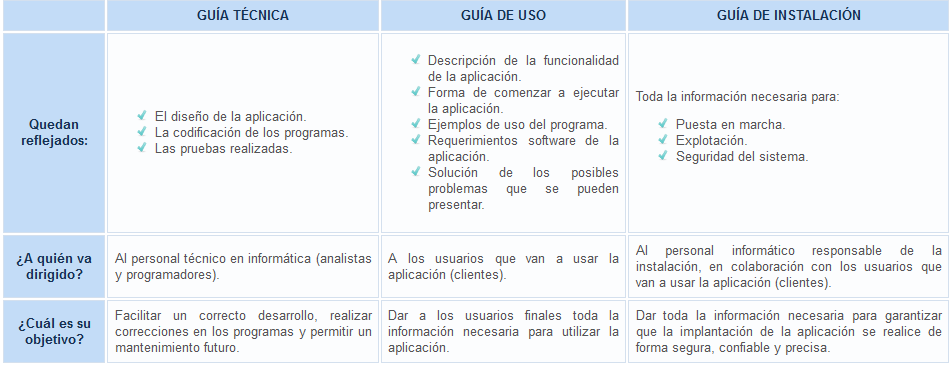 GUÍA TÉCNICA
GUÍA DE USO
GUÍA DE INSTALACIÓN
Quedan
reflejados:
El diseño de la aplicación.
La codificación de los programas.
Las pruebas realizadas.
Descripción de la funcionalidad
de la aplicación.
Forma de comenzar a ejecutar
la aplicación.
Ejemplos de uso del programa.
Requerimientos software de la
aplicación.
Solución de los posibles
problemas que se pueden
presentar.
Toda la información necesaria para:
Puesta en marcha.
Explotación.
Seguridad del sistema.
¿A quién va
dirigido?
Al personal técnico en informática (analistas
y programadores).
A los usuarios que van a usar la
aplicación (clientes).
Al personal informático responsable de la
instalación, en colaboración con los usuarios que
van a usar la aplicación (clientes).
¿Cuál es su
objetivo?
Facilitar un correcto desarrollo, realizar
correcciones en los programas y permitir un
mantenimiento futuro.
Dar a los usuarios finales toda la
información necesaria para utilizar la
aplicación.
Dar toda la información necesaria para garantizar
que la implantación de la aplicación se realice de
forma segura, confiable y precisa.